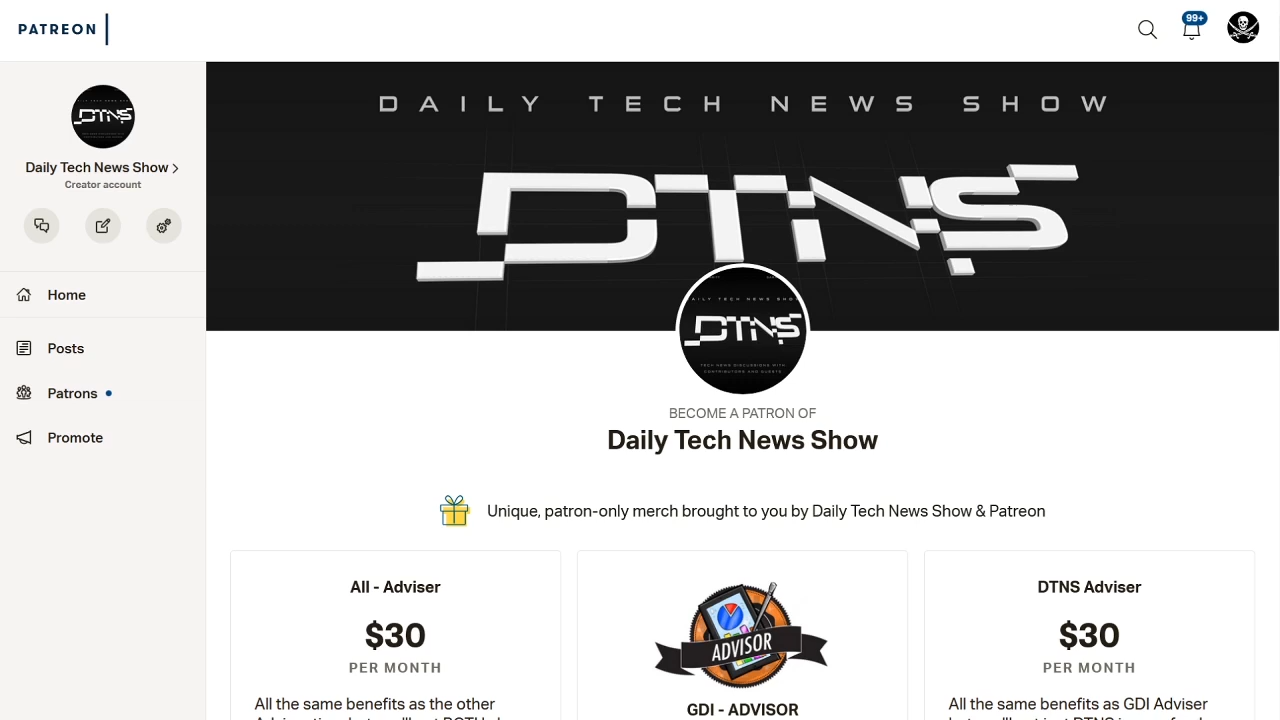 PATREON
99+
Daily Tech News Show
Creator account
Home
Posts
Patrons
Promote
DAILY TECH NEWS SHOW
DTNS
DTNS
BECOME A PATRON OF
Daily Tech News Show
Unique, patron-only merch brought to you by Daily Tech News Show & Patreon
All - Adviser
$30
PER MONTH
All the same benefits as the other
ADVISOR
GDI - ADVISOR
DTNS Adviser
$30
PER MONTH
All the same benefits as GDI Adviser